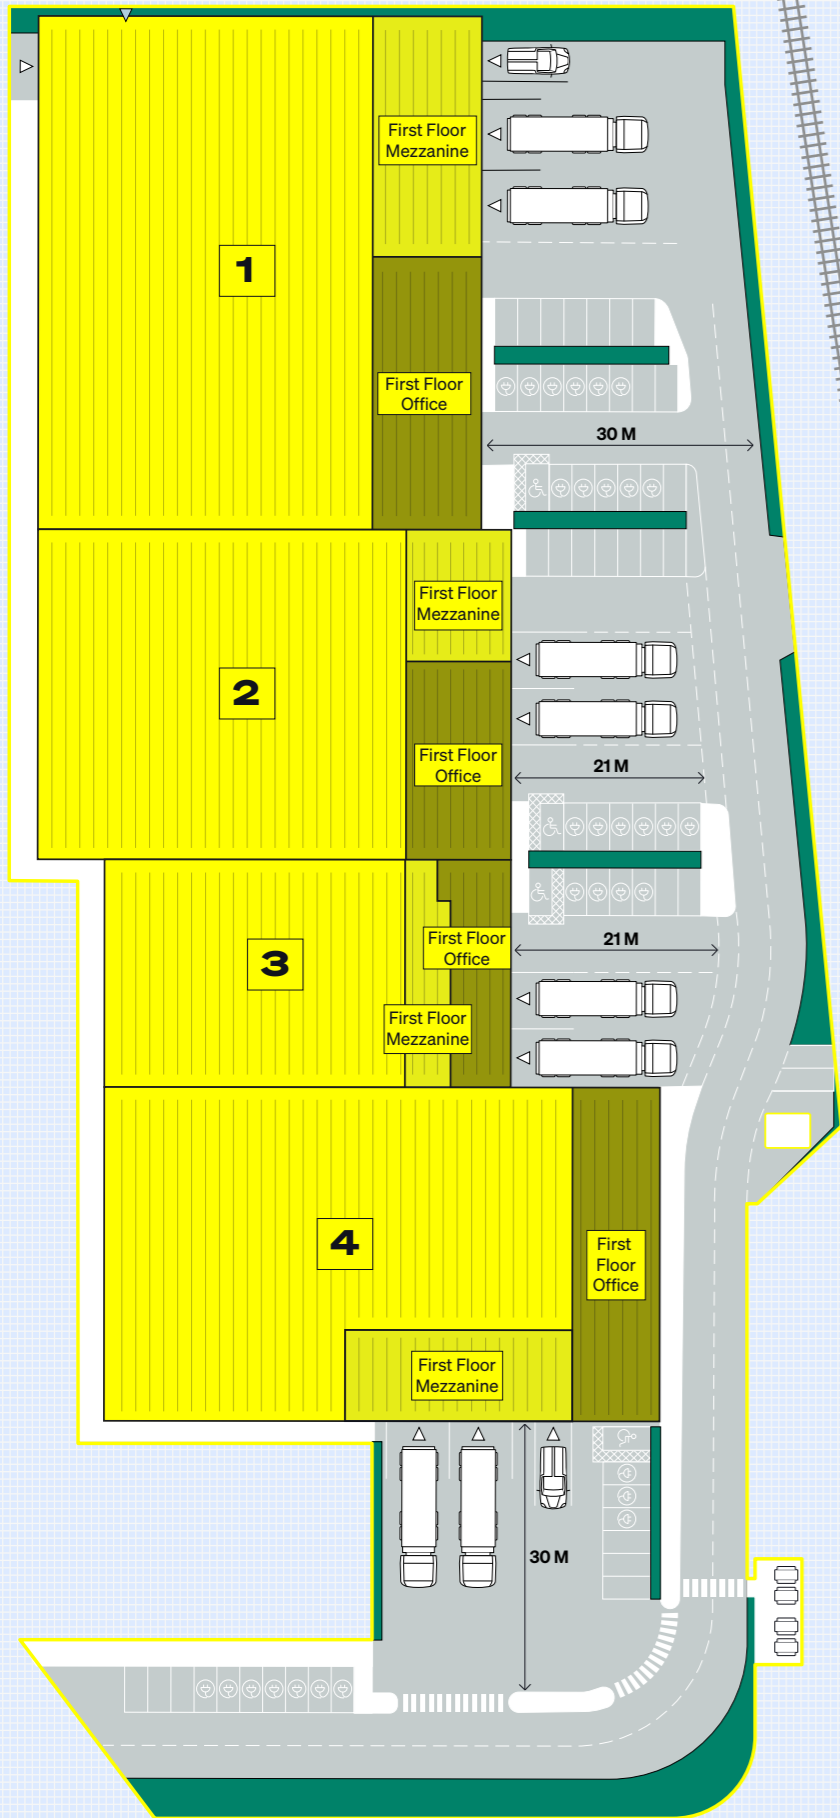 First Floor
Mezzanine
1
First Floor
Office
30 M
First Floor
Mezzanine
2
First Floor
Office
21 M
3
First Floor
Office
21 M
First Floor
Mezzanine
4
First
Floor
Office
First Floor
Mezzanine
30 M